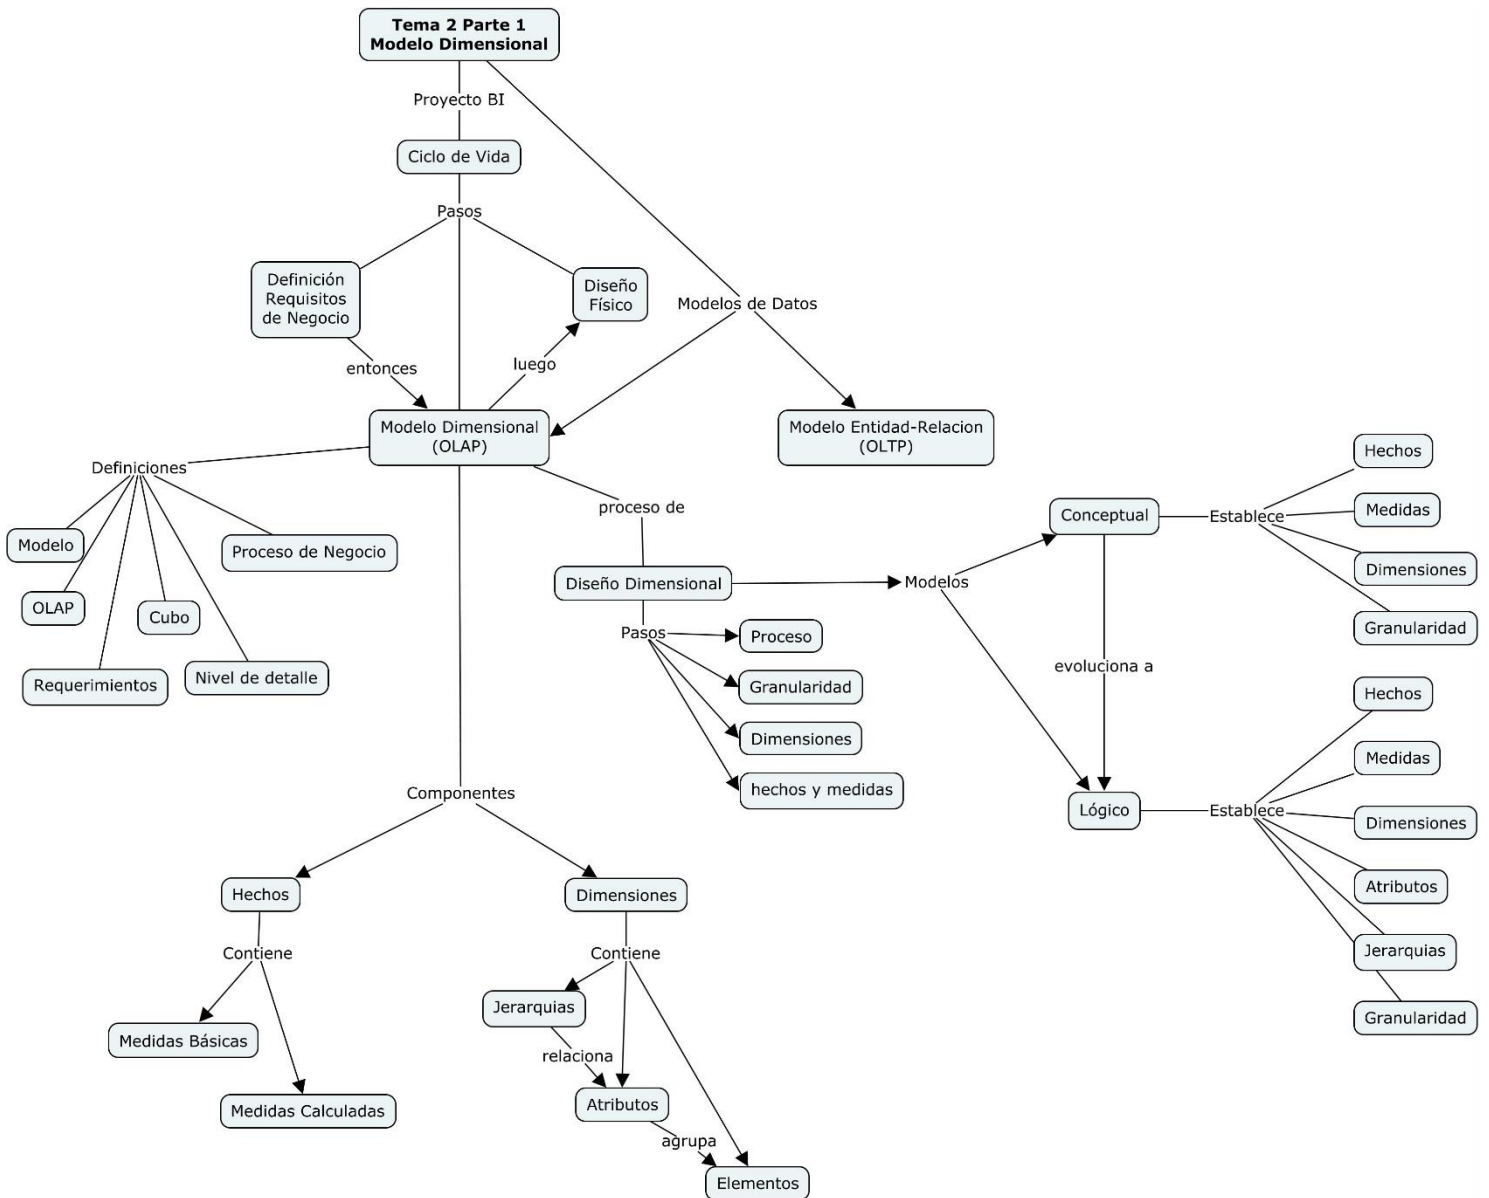 Tema 2 Parte 1
Modelo Dimensional
Proyecto BI
Ciclo de Vida
Pasos
Definición
Requisitos
de Negocio
Diseño
Físico
Modelos de Datos
entonces
luego
Modelo Dimensional
(OLAP)
Modelo Entidad-Relacion
(OLTP)
Definiciones
Modelo
OLAP
Requerimientos
Cubo
Nivel de detalle
Proceso de Negocio
proceso de
Diseño Dimensional
Pasos
Proceso
Granularidad
Dimensiones
hechos y medidas
Modelos
Conceptual
Establece
Hechos
Medidas
Dimensiones
Granularidad
evoluciona a
Lógico
Establece
Hechos
Medidas
Dimensiones
Atributos
Jerarquias
Granularidad
Componentes
Hechos
Contiene
Medidas Básicas
Medidas Calculadas
Dimensiones
Contiene
Jerarquias
relaciona
Atributos
agrupa
Elementos